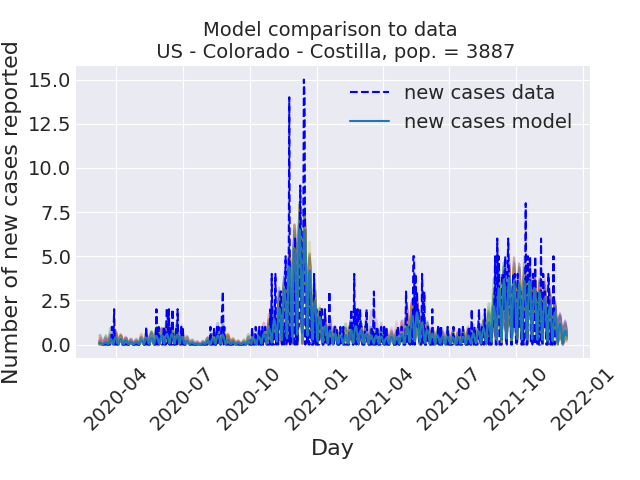 Model comparison to data
US - Colorado - Costilla, pop. = 3887
Number of new cases reported
15.0
12.5
10.0
7.5
5.0
2.5
0.0
new cases data
new cases model
2020-04
2020-07
2020-10
2021-01
2021-04
2021-07
2021-10
2022-01
Day